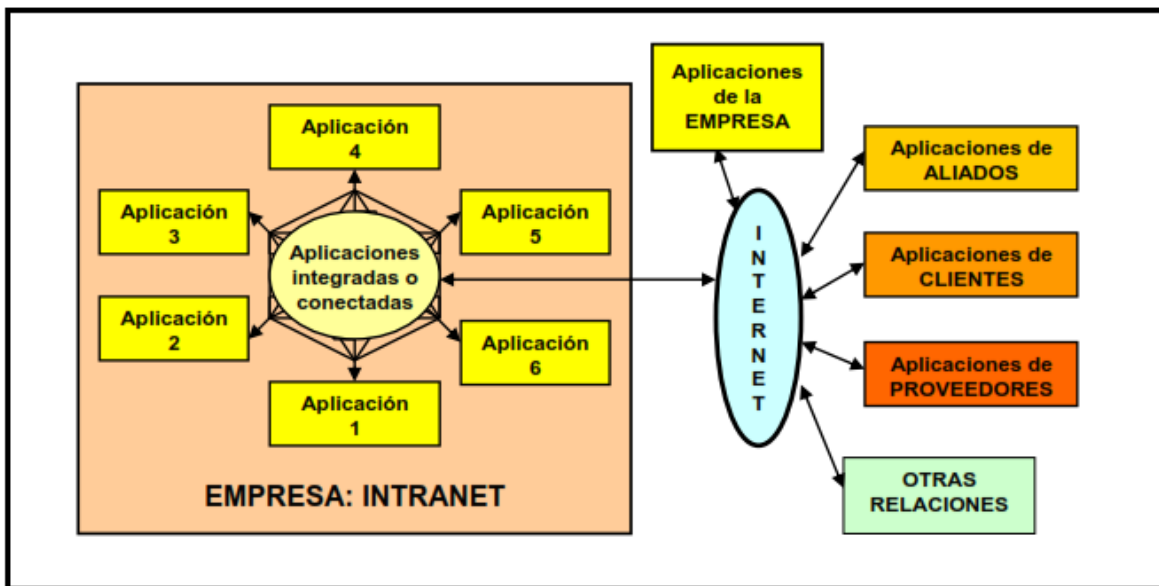 Aplicación
4
Aplicación
3
Aplicación
5
Aplicaciones
integradas o
conectadas
Aplicación
2
Aplicación
6
Aplicación
1
EMPRESA: INTRANET
Aplicaciones
de la
EMPRESA
I
N
T
E
R
N
E
T
Aplicaciones de
ALIADOS
Aplicaciones de
CLIENTES
Aplicaciones de
PROVEEDORES
OTRAS
RELACIONES